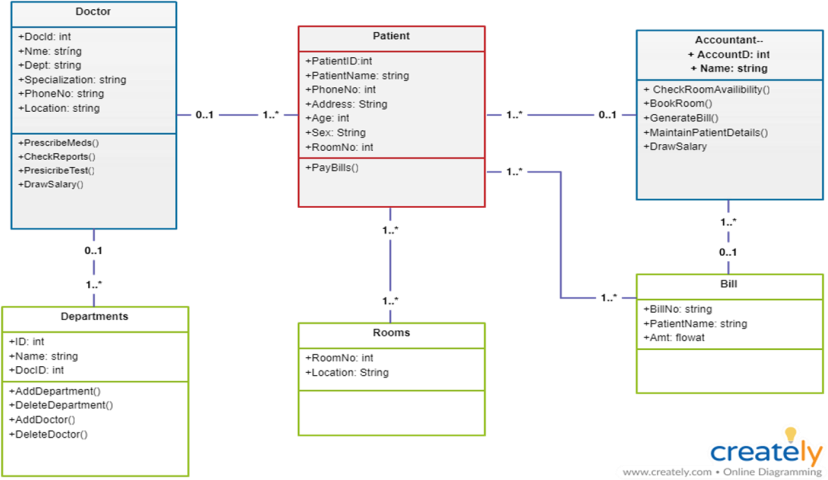 Doctor
+DocId: int
+Nme: stríng
+Dept: string
+Specialization: string
+PhoneNo: string
+Location: string
+PrescribeMeds()
+CheckReports()
+PresicribeTest()
+DrawSalary()
0..1
1..*
Patient
+PatientID:int
+PatientName: string
+PhoneNo: int
+Address: String
+Age: int
+Sex: String
+RoomNo: int
+PayBills()
1..*
0..1
1..*
Accountant--
+ AccountD: int
+ Name: string
+ CheckRoomAvailibility()
+BookRoom()
+GenerateBill()
+MaintainPatientDetails()
+DrawSalary
0..1
1..*
1..*
1..*
1..*
1..*
0..1
Departments
+ID: int
+Name: string
+DocID: int
+AddDepartment()
+DeleteDepartment()
+AddDoctor()
+DeleteDoctor()
Rooms
+RoomNo: int
+Location: String
Bill
+BillNo: string
+PatientName: string
+Amt: flowat
creately
www.creately.com • Online Diagramming